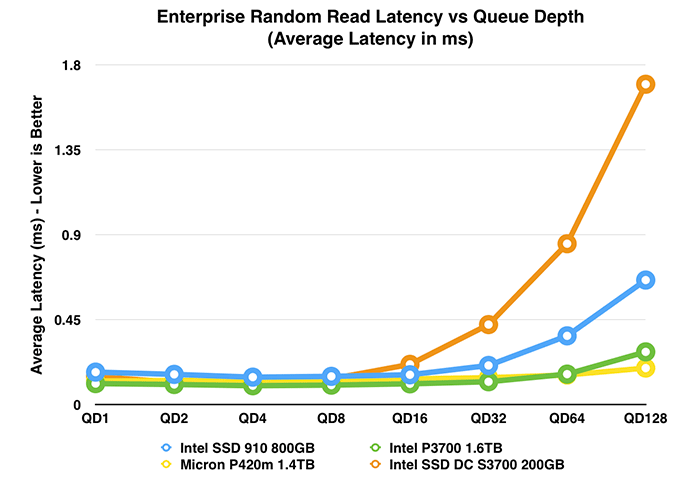 Enterprise Random Read Latency vs Queue Depth
(Average Latency in ms)
Average Latency (ms) - Lower is Better
1.8
1.35
0.9
0.45
0
QD1 QD2 QD4 QD8 QD16 QD32 QD64 QD128
Intel SSD 910 800GB Intel P3700 1.6TB
Micron P420m 1.4TB Intel SSD DC S3700 200GB